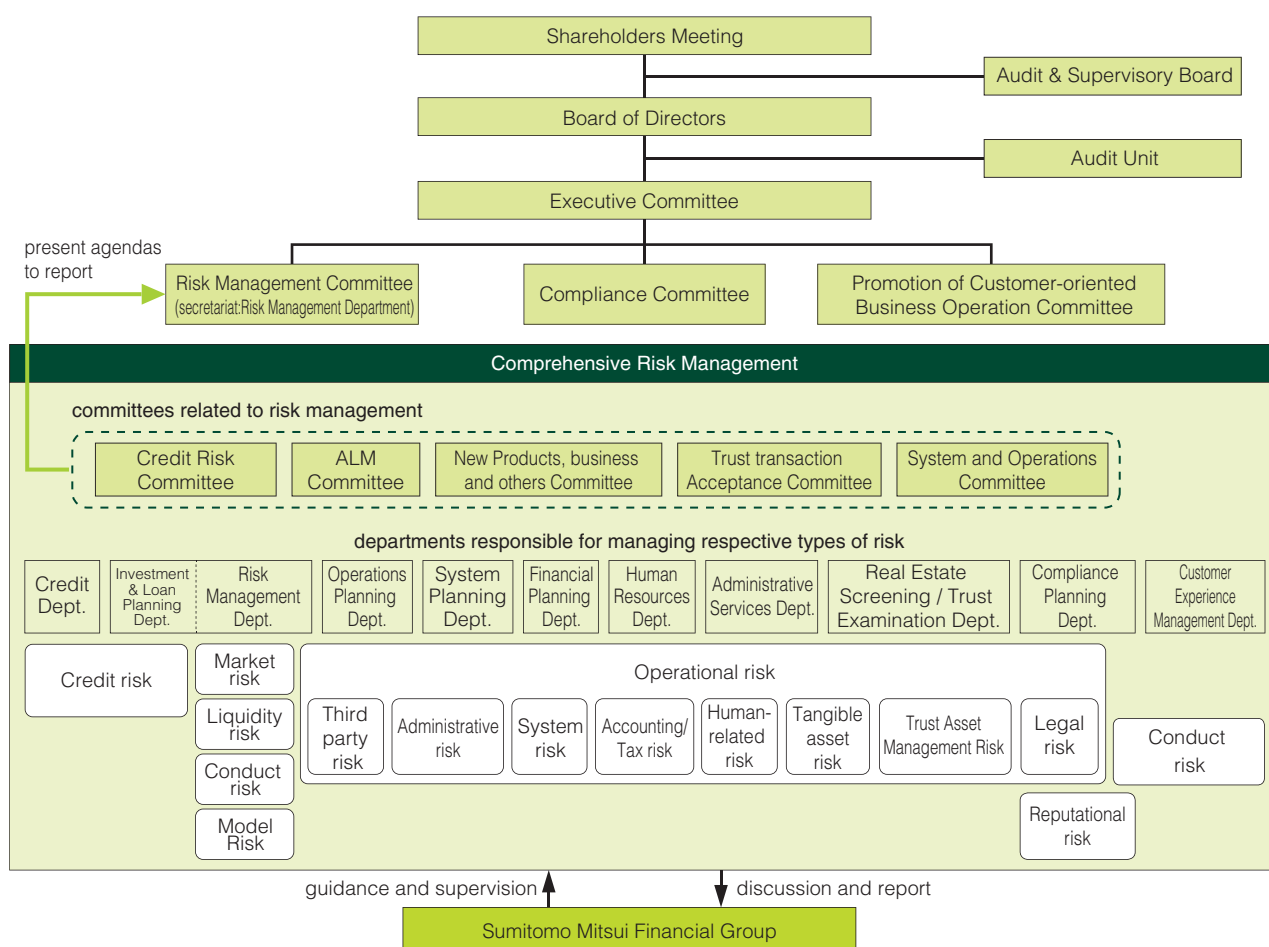 Shareholders Meeting
Audit & Supervisory Board
Board of Directors
Audit Unit
Executive Committee
present agendas
to report
Risk Management Committee
(secretariat:Risk Management Department)
Compliance Committee
Promotion of Customer-oriented
Business Operation Committee
Comprehensive Risk Management
committees related to risk management
Credit Risk
Committee
ALM
Committee
New Products, business
and others Committee
Trust transaction
Acceptance Committee
System and Operations
Committee
departments responsible for managing respective types of risk
Credit
Dept.
Investment
& Loan
Planning
Dept.
Risk
Management
Dept.
Operations
Planning
Dept.
System
Planning
Dept.
Financial
Planning
Dept.
Human
Resources
Dept.
Administrative
Services Dept.
Real Estate
Screening / Trust
Examination Dept.
Compliance
Planning
Dept.
Customer
Experience
Management Dept.
Credit risk
Market
risk
Liquidity
risk
Conduct
risk
Model
Risk
Operational risk
Third
party
risk
Administrative
risk
System
risk
Accounting/
Tax risk
Human-
related
risk
Tangible
asset
risk
Trust Asset
Management Risk
Legal
risk
Reputational
risk
Conduct
risk
guidance and supervision
discussion and report
Sumitomo Mitsui Financial Group